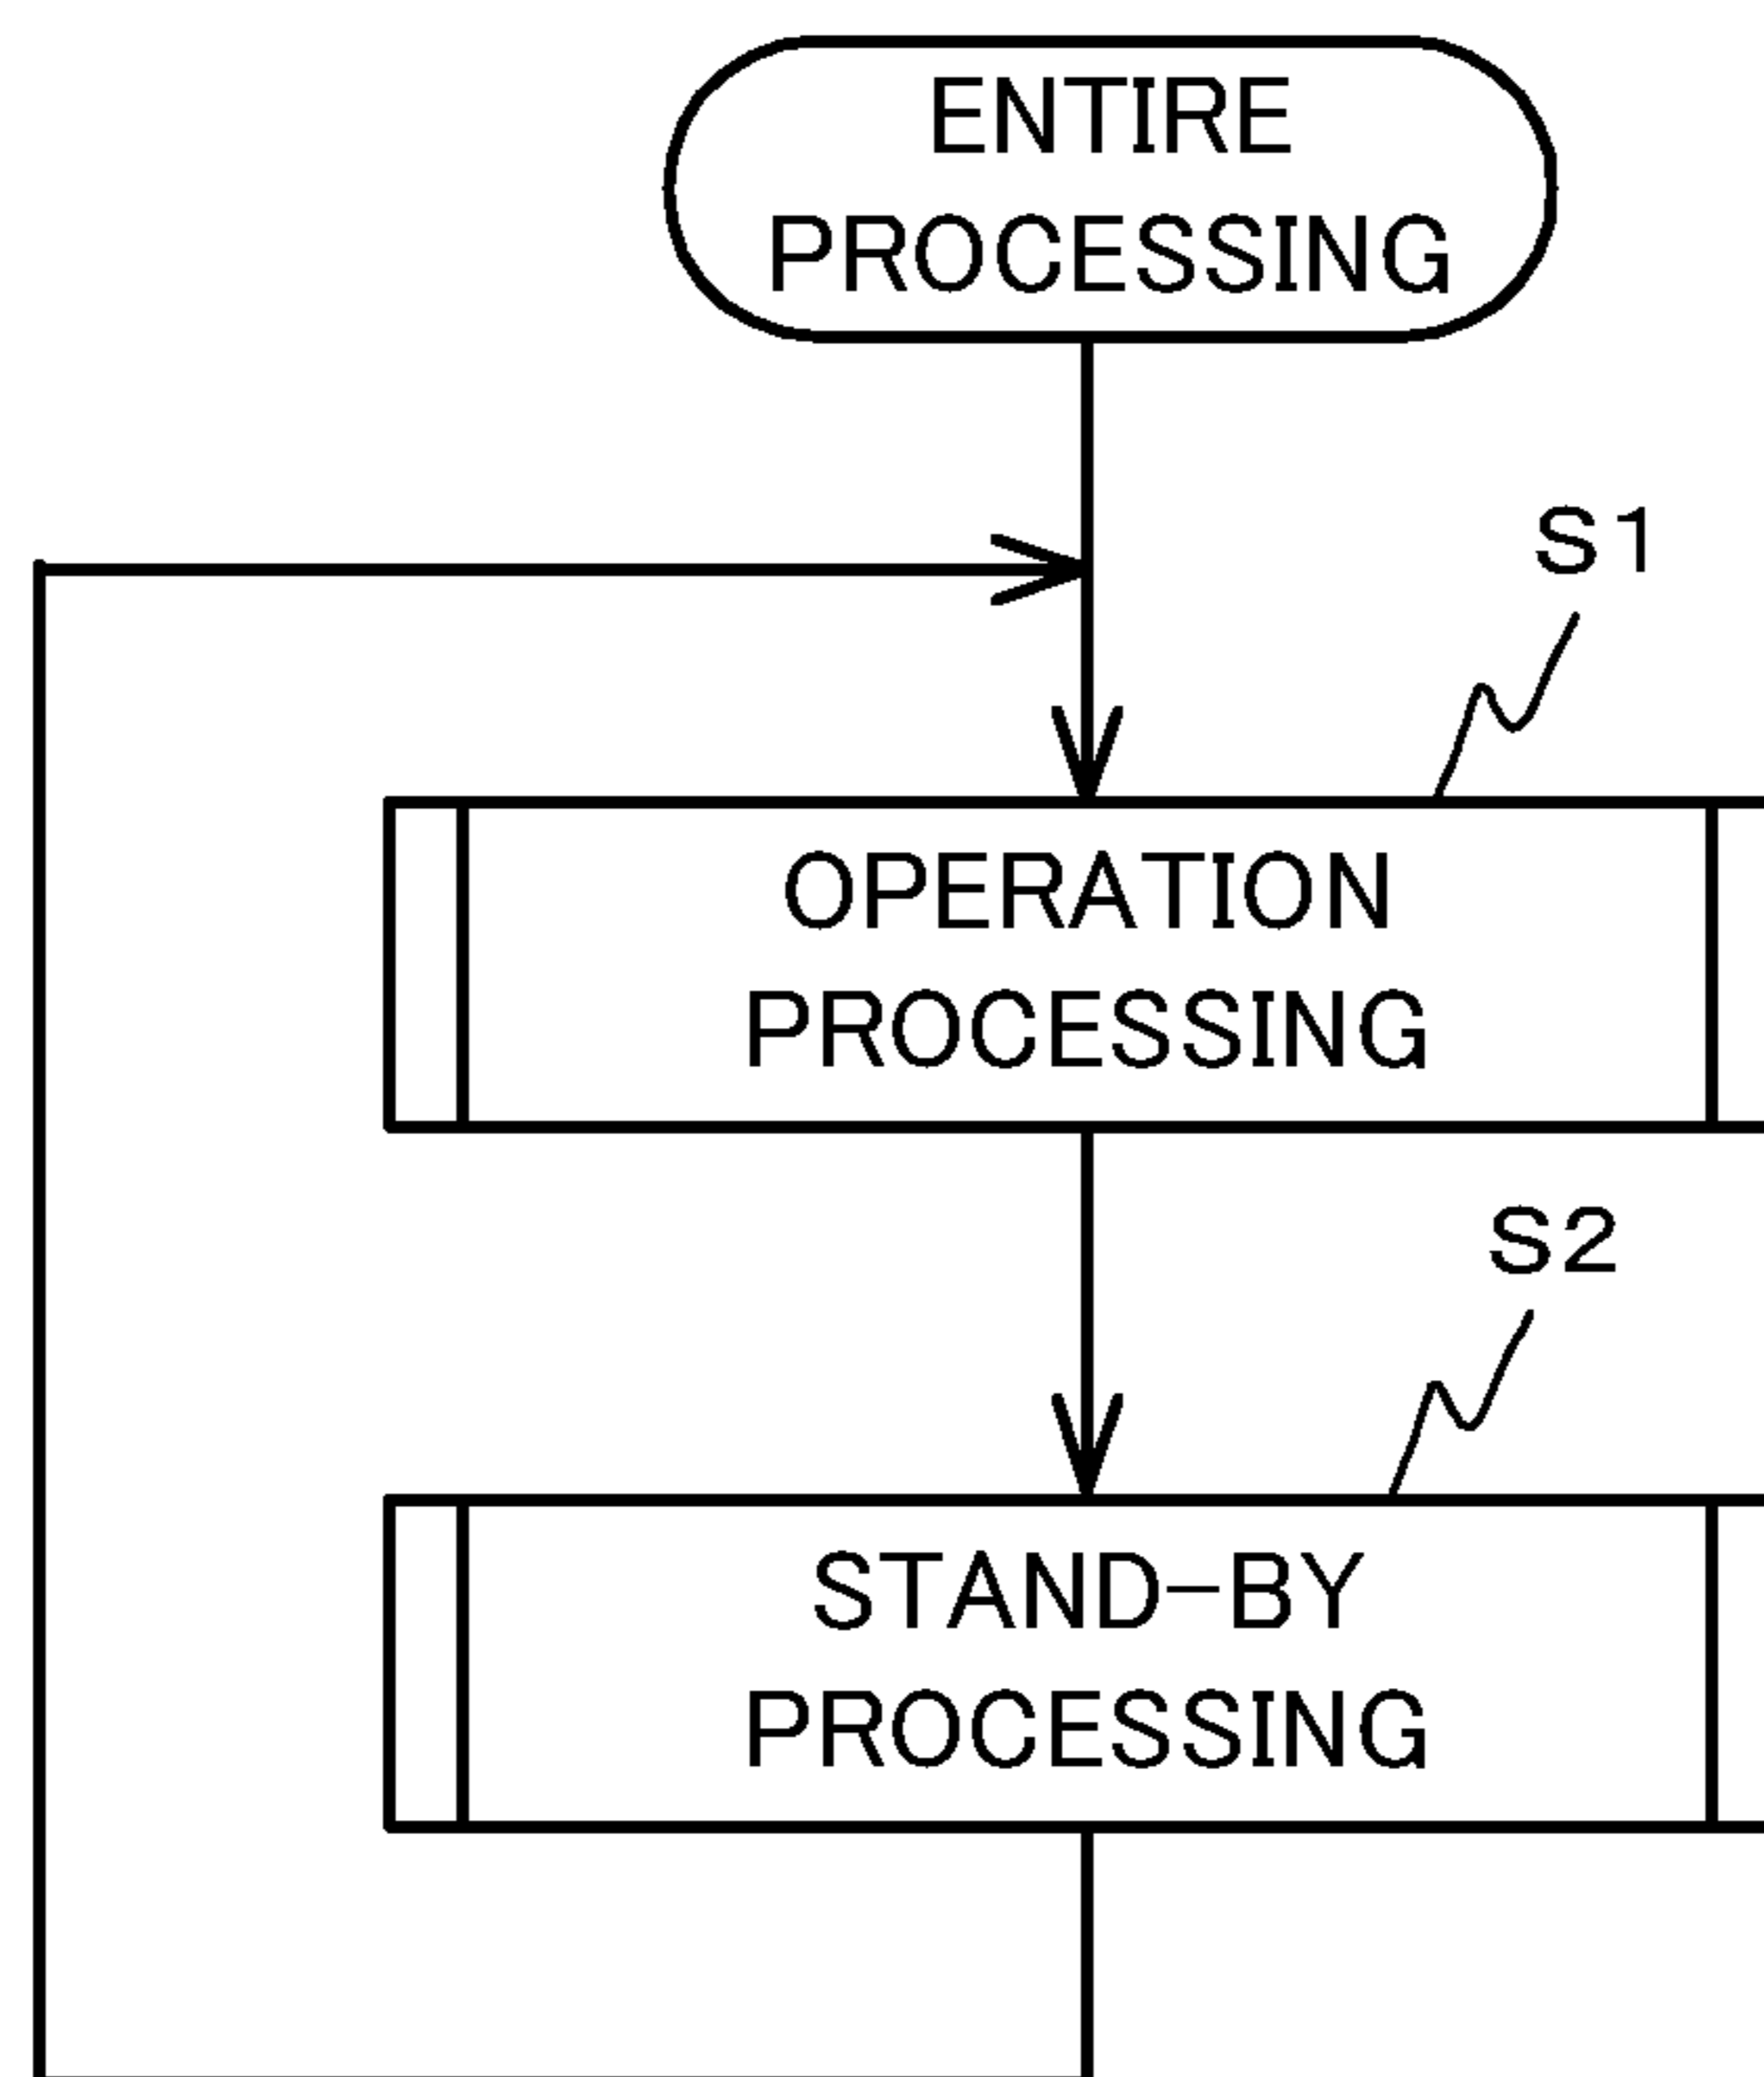 ENTIRE
PROCESSING
S1
OPERATION
PROCESSING
S2
STAND-BY
PROCESSING